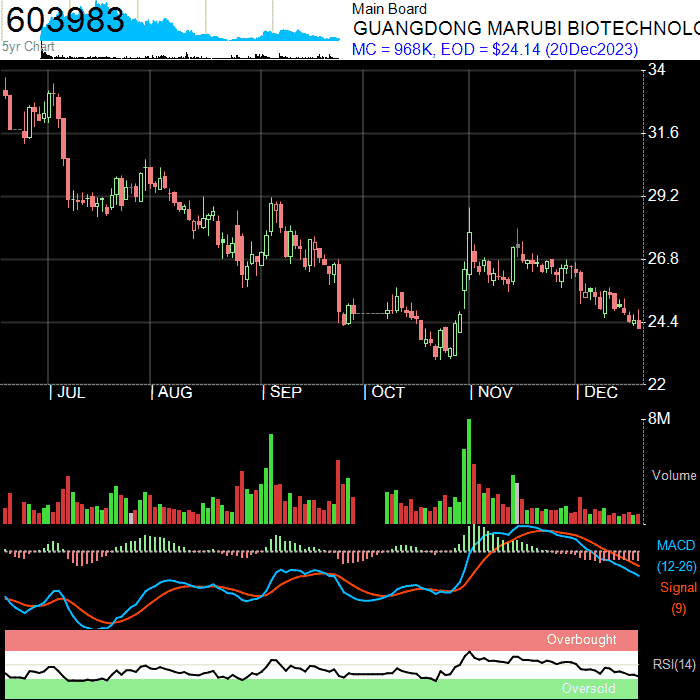 603983
5yr Chart
Main Board
GUANGDONG MARUBI BIOTECHNOLO
MC = 968K, EOD = $24.14 (20Dec2023)
34
31.6
29.2
26.8
24.4
22
JUL AUG SEP OCT NOV DEC
8M
Volume
MACD
(12-26)
Signal
(9)
Overbought
RSI(14)
Oversold